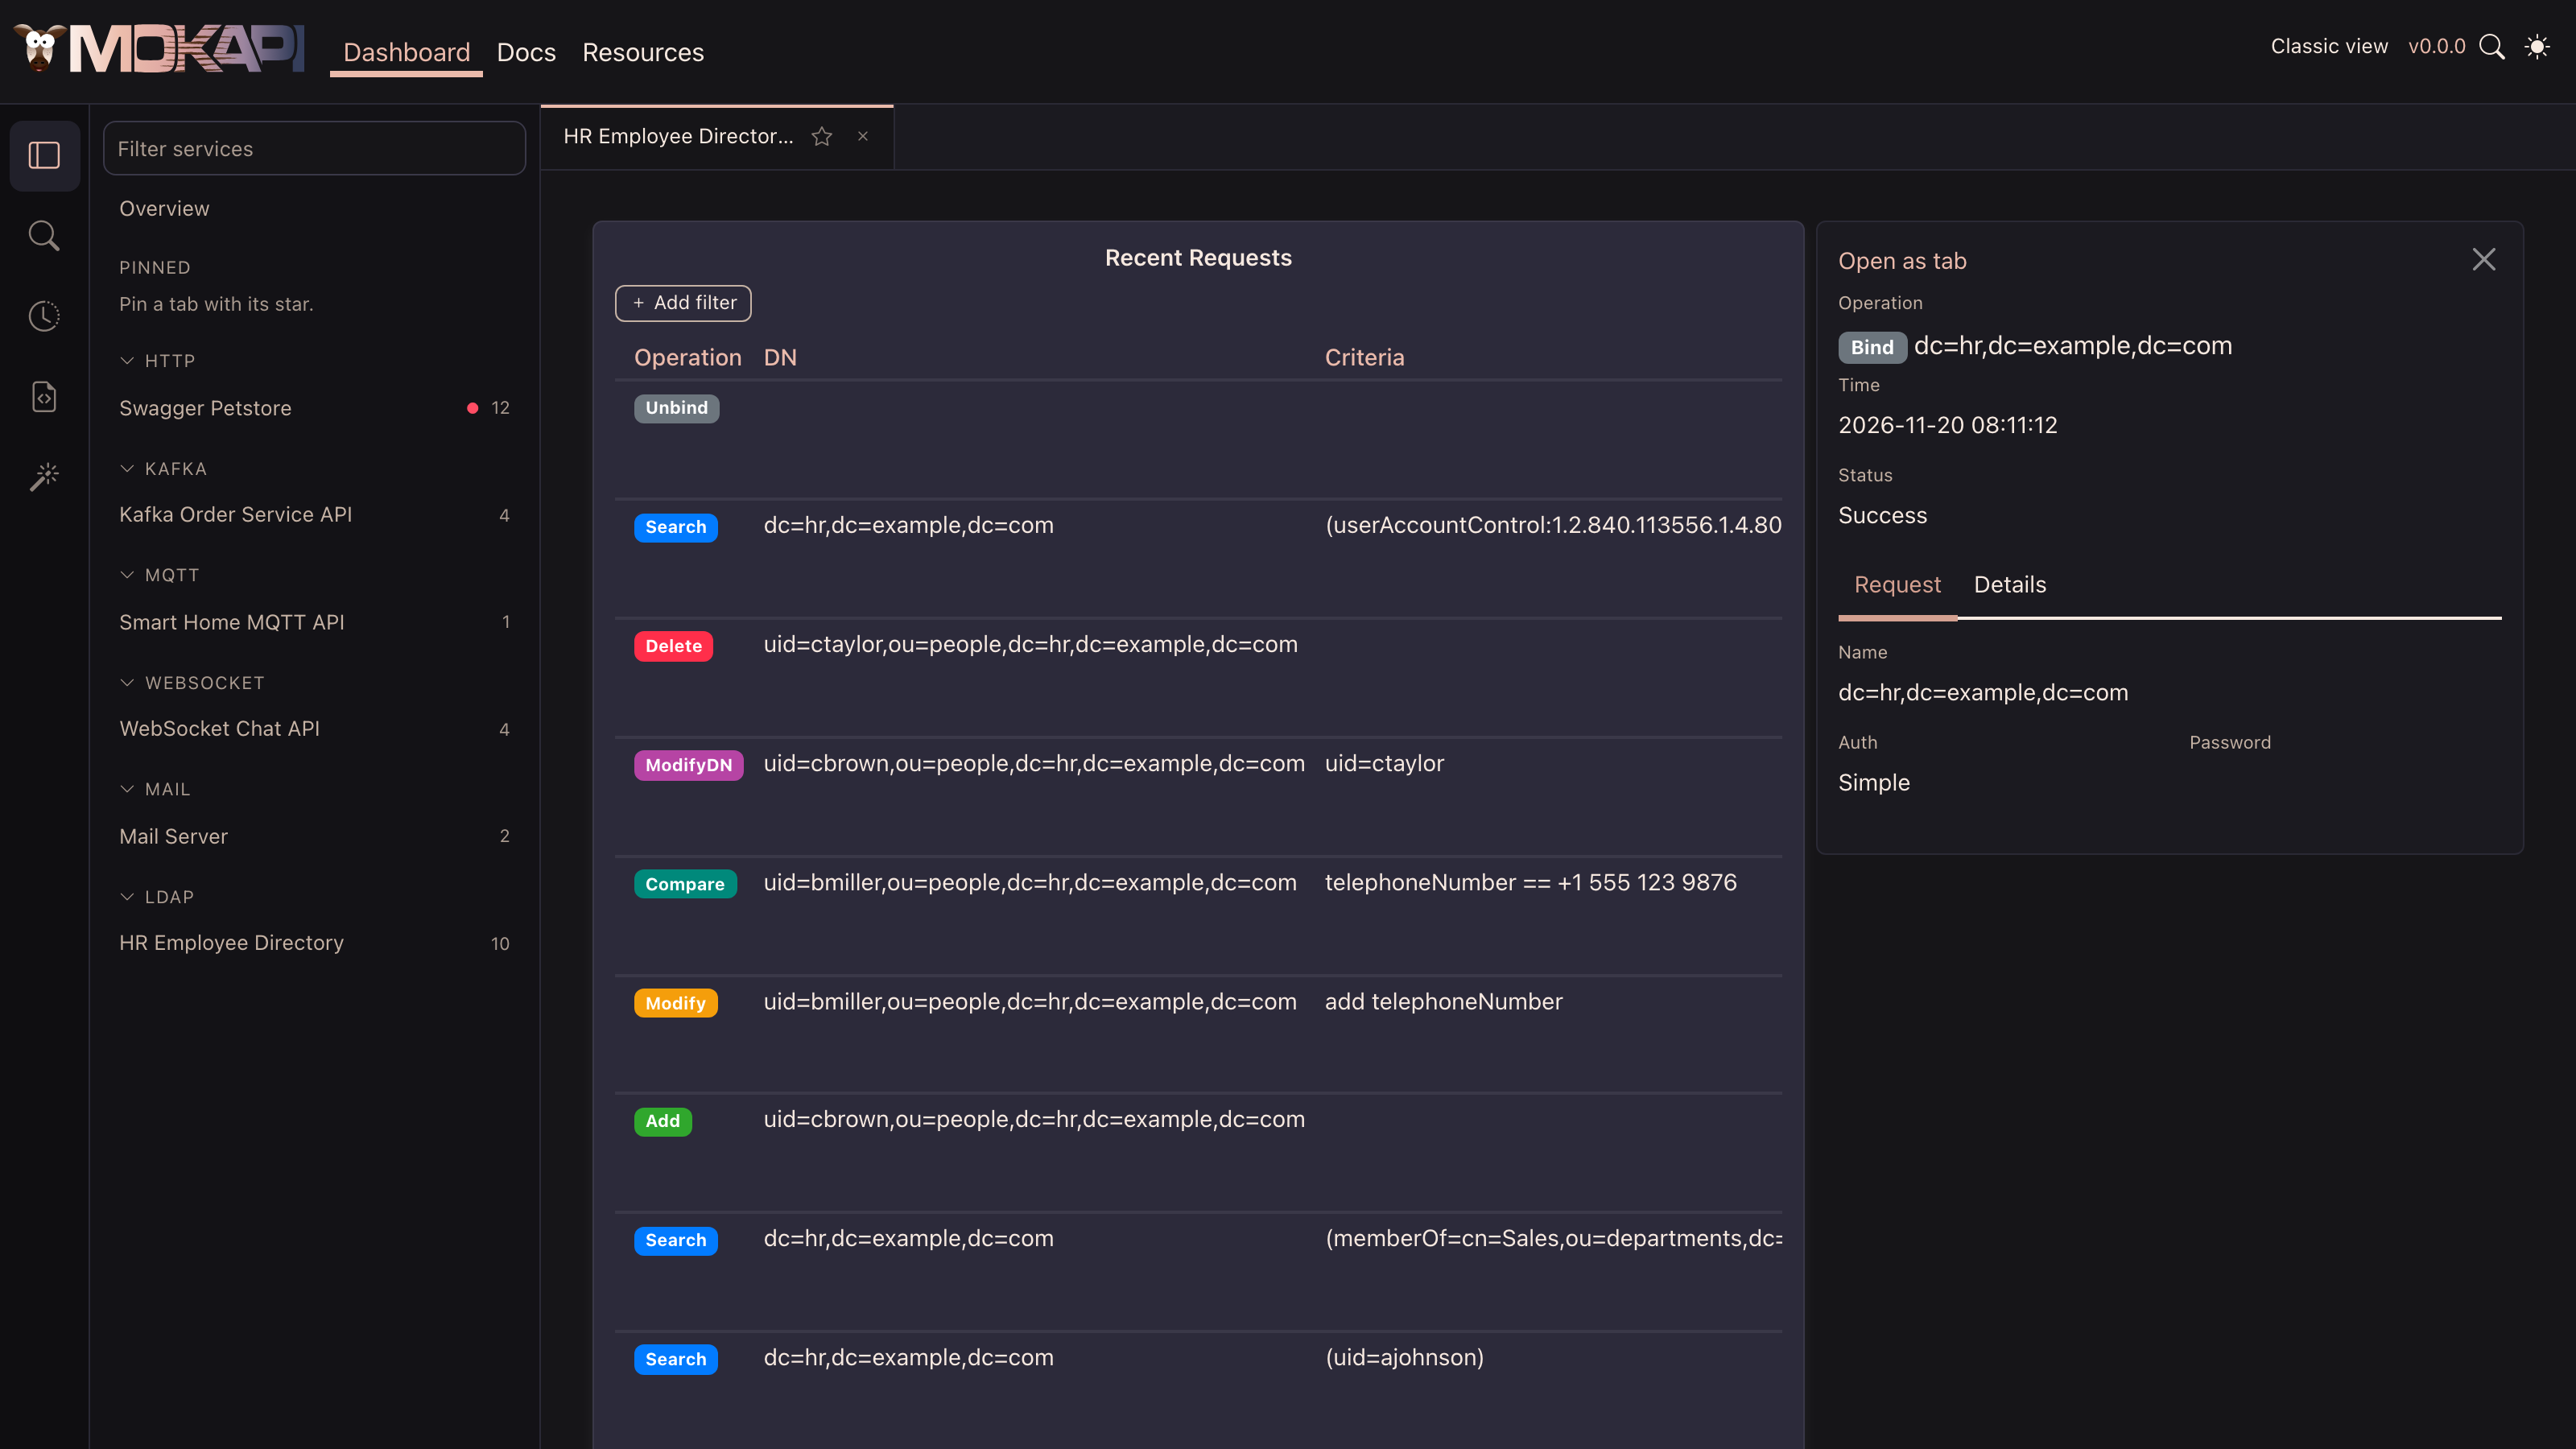 MOKAPI
Dashboard
Docs
Resources
Classic view
v0.0.0
Filter services
Overview
PINNED
Pin a tab with its star.
HTTP
Swagger Petstore
12
KAFKA
Kafka Order Service API
4
MQTT
Smart Home MQTT API
1
WEBSOCKET
WebSocket Chat API
4
MAIL
Mail Server
2
LDAP
HR Employee Directory
10
HR Employee Director...
Recent Requests
+ Add filter
Operation DN Criteria
Unbind
Search dc=hr,dc=example,dc=com (userAccountControl:1.2.840.113556.1.4.80
Delete uid=ctaylor,ou=people,dc=hr,dc=example,dc=com
ModifyDN uid=cbrown,ou=people,dc=hr,dc=example,dc=com uid=ctaylor
Compare uid=bmiller,ou=people,dc=hr,dc=example,dc=com telephoneNumber == +1 555 123 9876
Modify uid=bmiller,ou=people,dc=hr,dc=example,dc=com add telephoneNumber
Add uid=cbrown,ou=people,dc=hr,dc=example,dc=com
Search dc=hr,dc=example,dc=com (memberOf=cn=Sales,ou=departments,dc=
Search dc=hr,dc=example,dc=com (uid=ajohnson)
Open as tab
Operation
Bind dc=hr,dc=example,dc=com
Time
2026-11-20 08:11:12
Status
Success
Request Details
Name
dc=hr,dc=example,dc=com
Auth Password
Simple